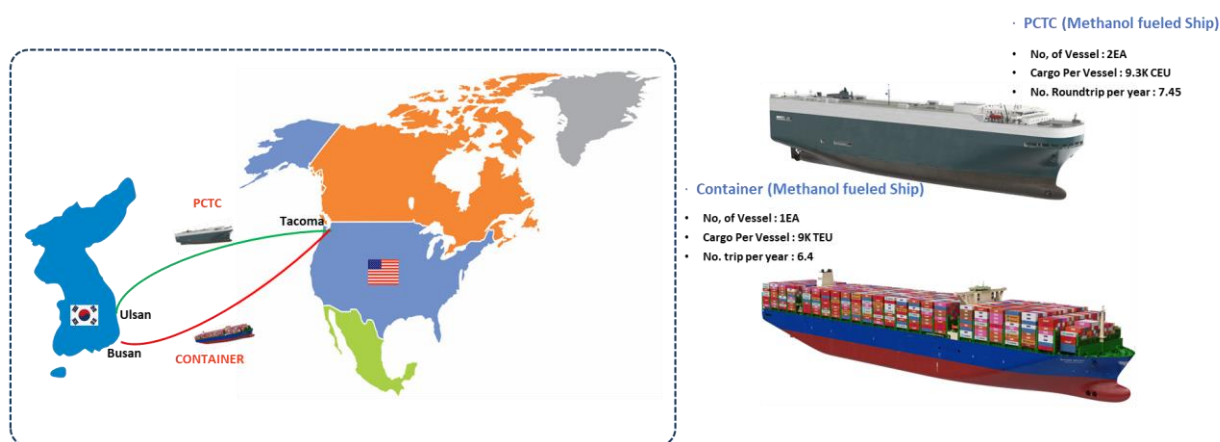 PCTC
Tacoma
Ulsan
Busan
CONTAINER
· PCTC (Methanol fueled Ship)
• No, of Vessel : 2EA
• Cargo Per Vessel : 9.3K CEU
• No. Roundtrip per year : 7.45
· Container (Methanol fueled Ship)
• No, of Vessel : 1EA
• Cargo Per Vessel : 9K TEU
• No. trip per year : 6.4